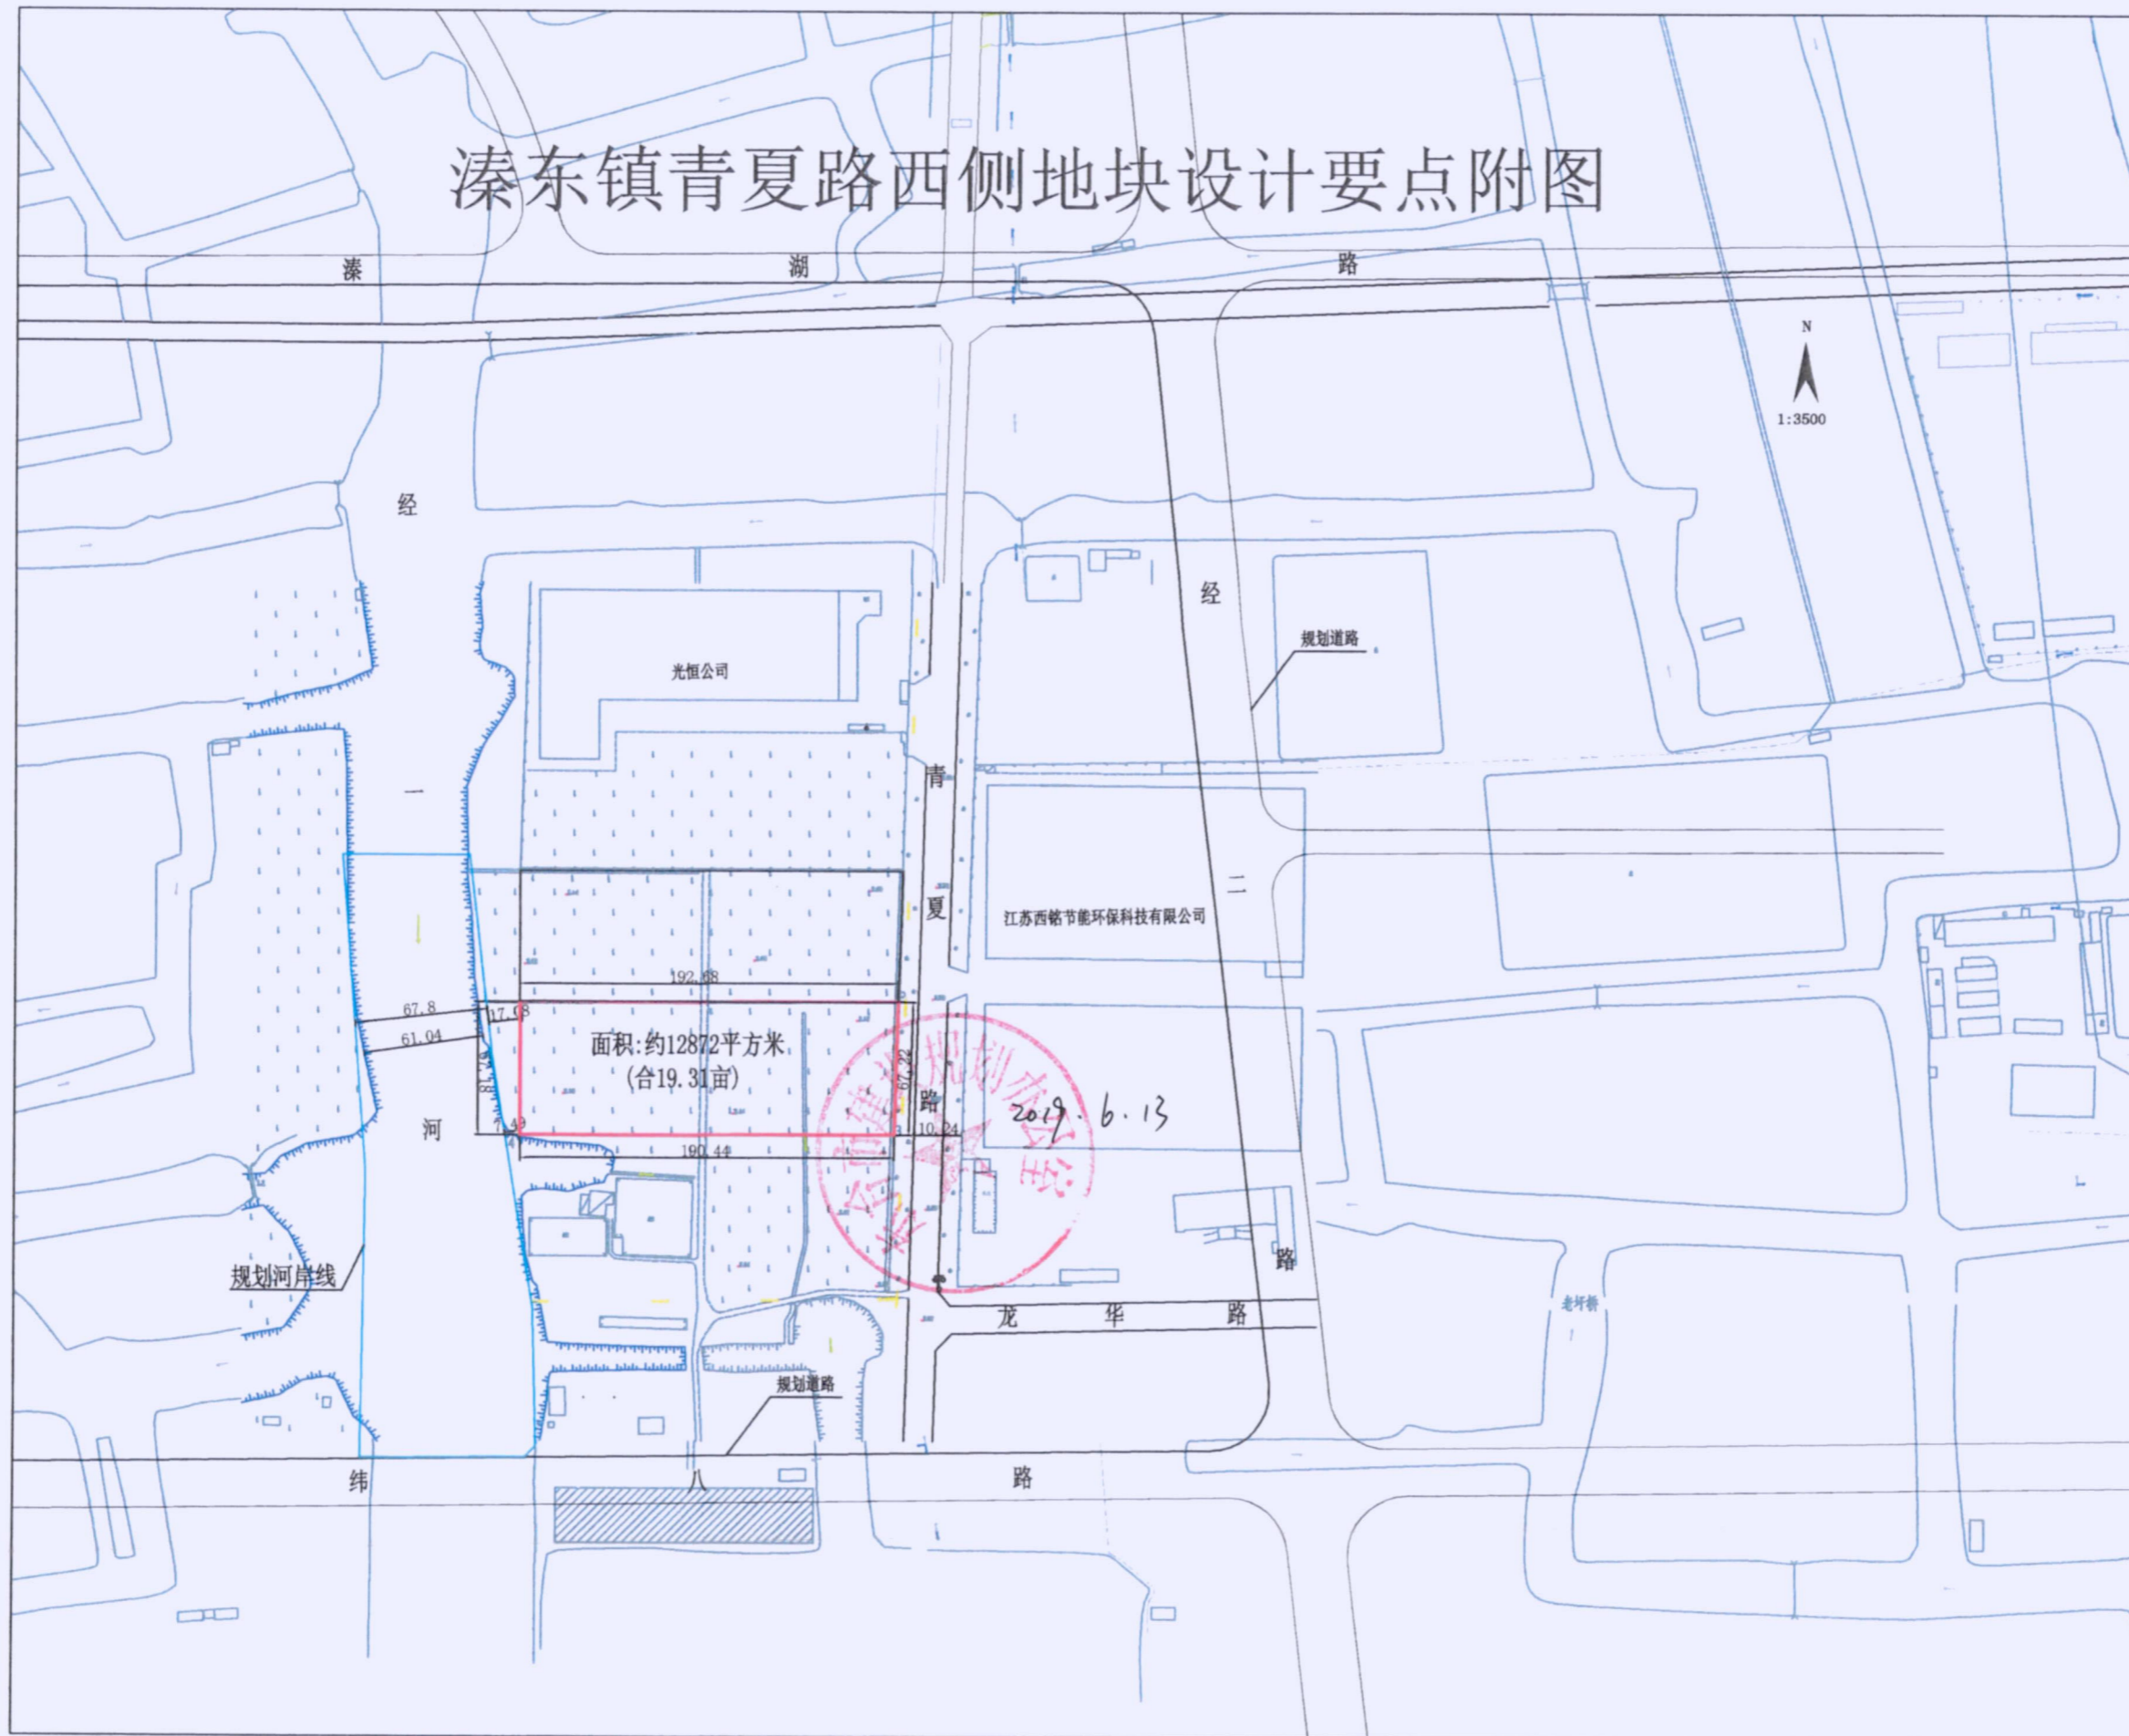 溱东镇青夏路西侧地块设计要点附图
溱 湖 路
N
1:3500
经 一 河
经 二 路
规划道路
光恒公司
青 夏 路
江苏西铭节能环保科技有限公司
192.68
67.8
17.98
61.04
面积:约12872平方米
(合19.31亩)
67.22
2019.6.13
7.49
10.24
190.44
规划河岸线
龙 华 路
老圩桥
规划道路
纬 八 路